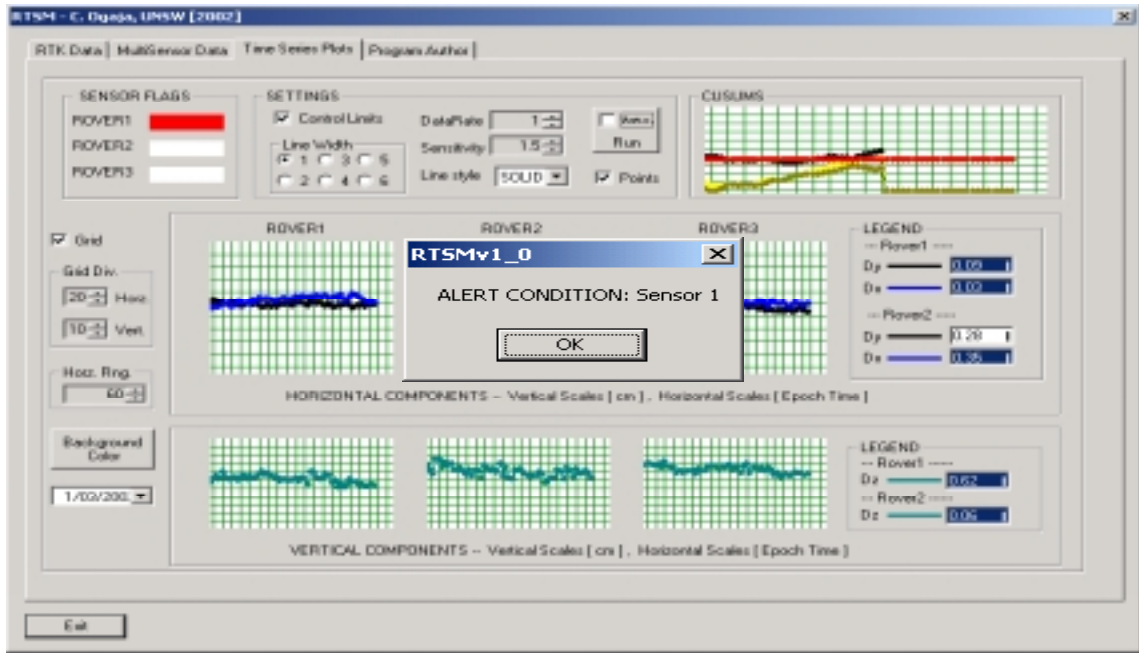 RTSM - C. Ogaja, UNSW [2002]
RTK Data MultiSensor Data Time Series Plots Program Author
SENSOR FLAGS
ROVER1
ROVER2
ROVER3
SETTINGS
Control Limits
Line Width
1 3 5
2 4 6
DataRate 1
Sensitivity 1.5
Line style SOLID
Run
Points
CUSUMS
Grid
Grid Div.
20 Horz.
10 Vert.
Horz. Rng.
60
Background
Color
1/03/200
ROVER1 ROVER2 ROVER3
RTSMv1_0
ALERT CONDITION: Sensor 1
OK
LEGEND
--- Rover1 ----
Dy 0.09
Dx 0.03
--- Rover2 ----
Dy 0.28
Dx 0.35
HORIZONTAL COMPONENTS -- Vertical Scales [ cm ] , Horizontal Scales [ Epoch Time ]
LEGEND
-- Rover1 -----
Dz 0.62
-- Rover2 -----
Dz 0.06
VERTICAL COMPONENTS -- Vertical Scales [ cm ] , Horizontal Scales [ Epoch Time ]
Exit